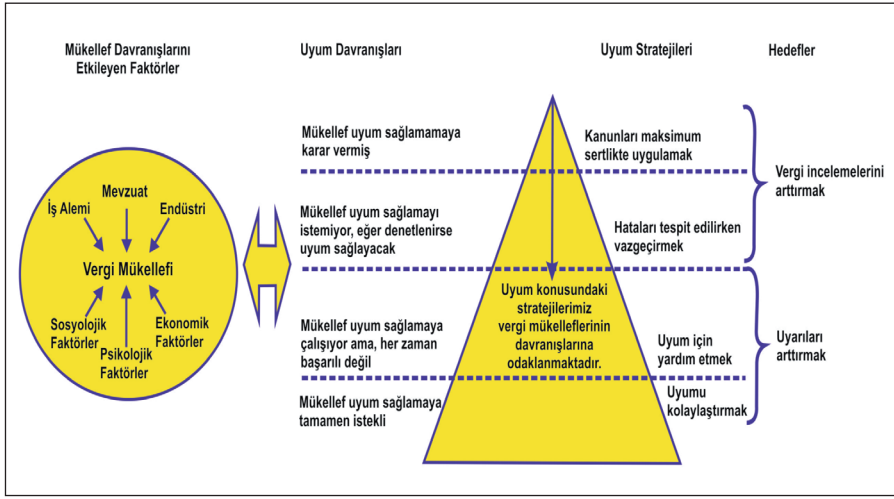 Mükellef Davranışlarını
Etkileyen Faktörler
Uyum Davranışları
Uyum Stratejileri
Hedefler
Mevzuat
İş Alemi
Endüstri
Vergi Mükellefi
Sosyolojik
Faktörler
Psikolojik
Faktörler
Ekonomik
Faktörler
Mükellef uyum sağlamamaya
karar vermiş
Mükellef uyum sağlamayı
istemiyor, eğer denetlenirse
uyum sağlayacak
Mükellef uyum sağlamaya
çalışıyor ama, her zaman
başarılı değil
Mükellef uyum sağlamaya
tamamen istekli
Uyum konusundaki
stratejilerimiz
vergi mükelleflerinin
davranışlarına
odaklanmaktadır.
Kanunları maksimum
sertlikte uygulamak
Hataları tespit edilirken
vazgeçirmek
Uyum için
yardım etmek
Uyumu
kolaylaştırmak
Vergi incelemelerini
arttırmak
Uyarıları
arttırmak